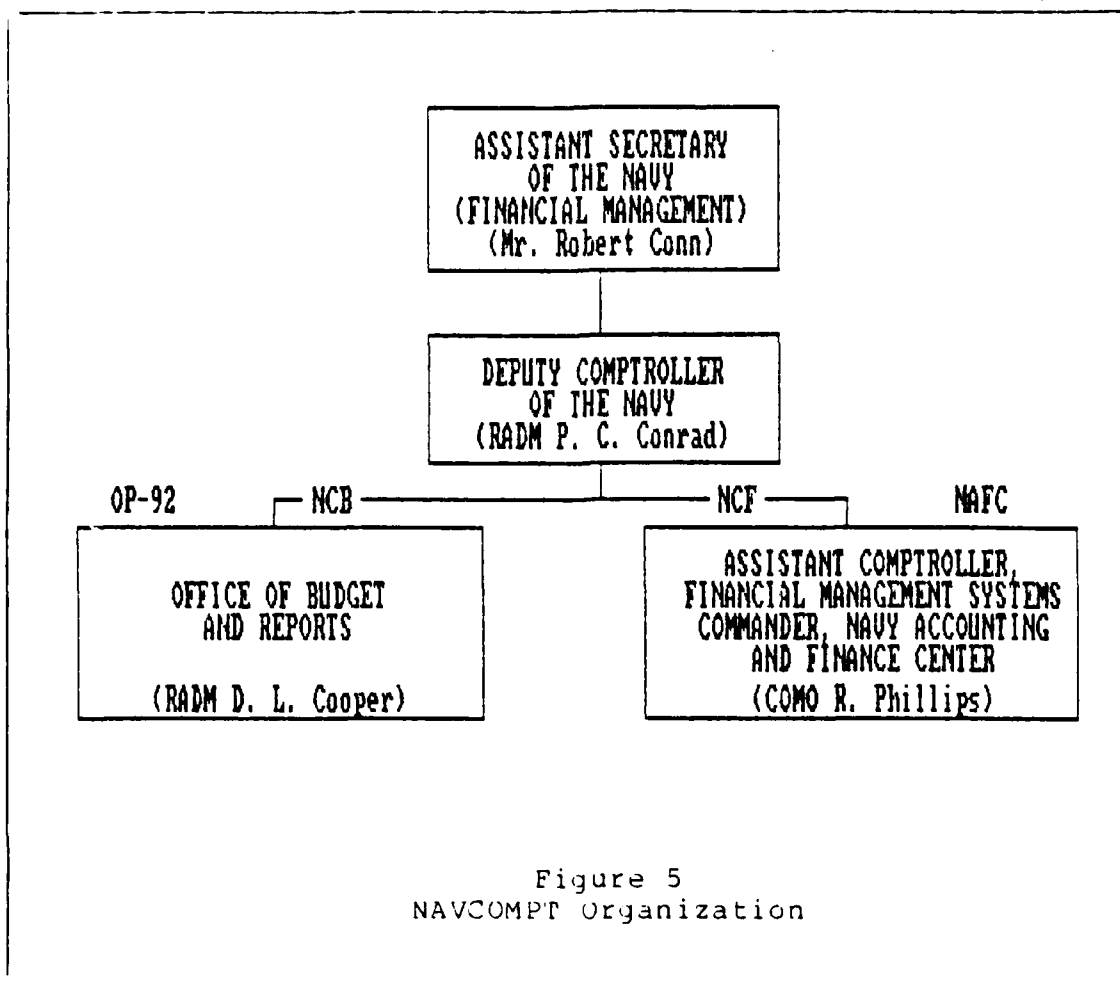 ASSISTANT SECRETARY
OF THE NAVY
(FINANCIAL MANAGEMENT)
(Mr. Robert Conn)
DEPUTY COMPTROLLER
OF THE NAVY
(RADM P. C. Conrad)
OP-92 NCB NCF NAFC
OFFICE OF BUDGET
AND REPORTS
(RADM D. L. Cooper)
ASSISTANT COMPTROLLER,
FINANCIAL MANAGEMENT SYSTEMS
COMMANDER, NAVY ACCOUNTING
AND FINANCE CENTER
(COMO R. Phillips)
Figure 5
NAVCOMPT Organization